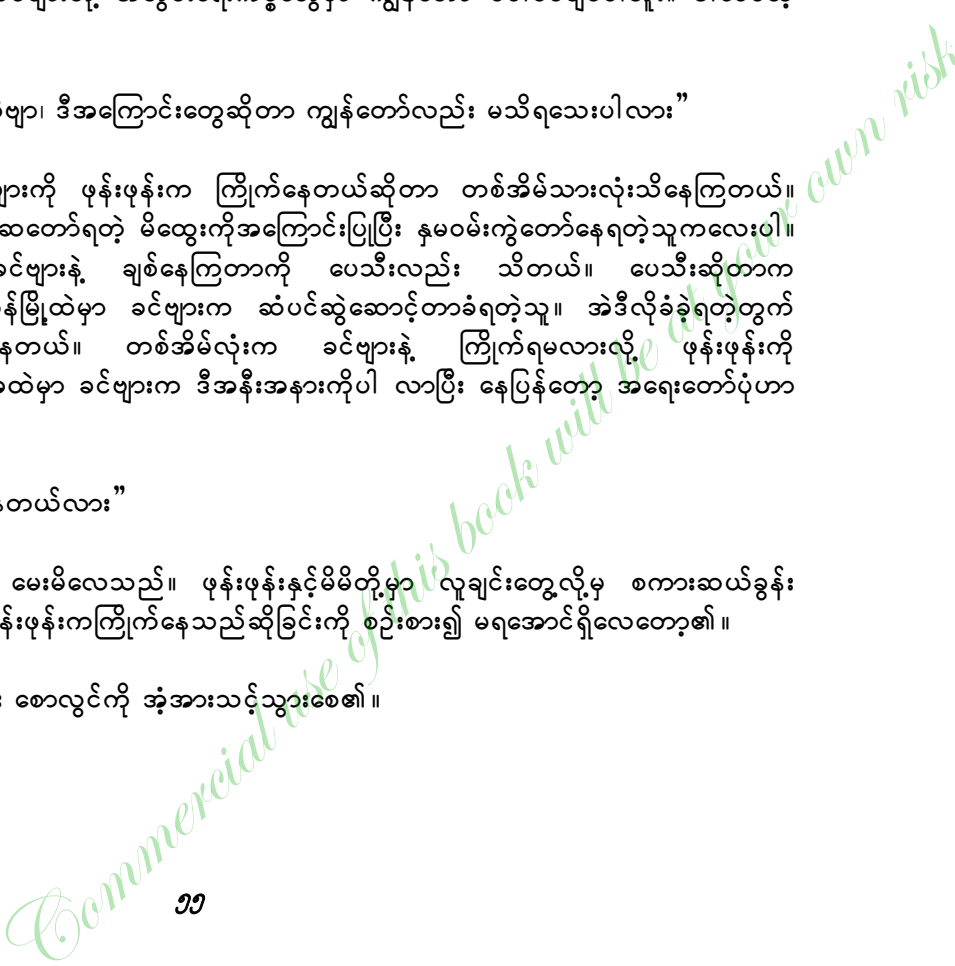 ဗျာ၊ ဒီအကြောင်းတွေဆိုတာ ကျွန်တော်လည်း မသိရသေးပါလား”
များကို ဖုန်းဖုန်းက ကြိုက်နေတယ်ဆိုတာ တစ်အိမ်သားလုံးသိနေကြတယ်။
ဆတော်ရတဲ့ မိထွေးကိုအကြောင်းပြုပြီး နှမဝမ်းကွဲတော်နေရတဲ့သူကလေးပါ။
ခင်ဗျားနဲ့ ချစ်နေကြတာကို ပေသီးလည်း သိတယ်။ ပေသီးဆိုတာက
န်မြို့ထဲမှာ ခင်ဗျားက ဆံပင်ဆွဲဆောင့်တာခံရတဲ့သူ။ အဲဒီလိုခံခဲ့ရတဲ့တွက်
နေတယ်။ တစ်အိမ်လုံးက ခင်ဗျားနဲ့ ကြိုက်ရမလားလို့ ဖုန်းဖုန်းကို
ထဲမှာ ခင်ဗျားက ဒီအနီးအနားကိုပါ လာပြီး နေပြန်တော့ အရေးတော်ပုံဟာ
နေတယ်လား”
မေးမိလေသည်။ ဖုန်းဖုန်းနှင့်မိမိတို့မှာ လူချင်းတွေ့လို့မှ စကားဆယ်ခွန်း
န်းဖုန်းကကြိုက်နေသည်ဆိုခြင်းကို စဉ်းစား၍ မရအောင်ရှိလေတော့၏။
စောလွင်ကို အံ့အားသင့်သွားစေ၏။
၅၅
Commercial use of this book will be at your own risk